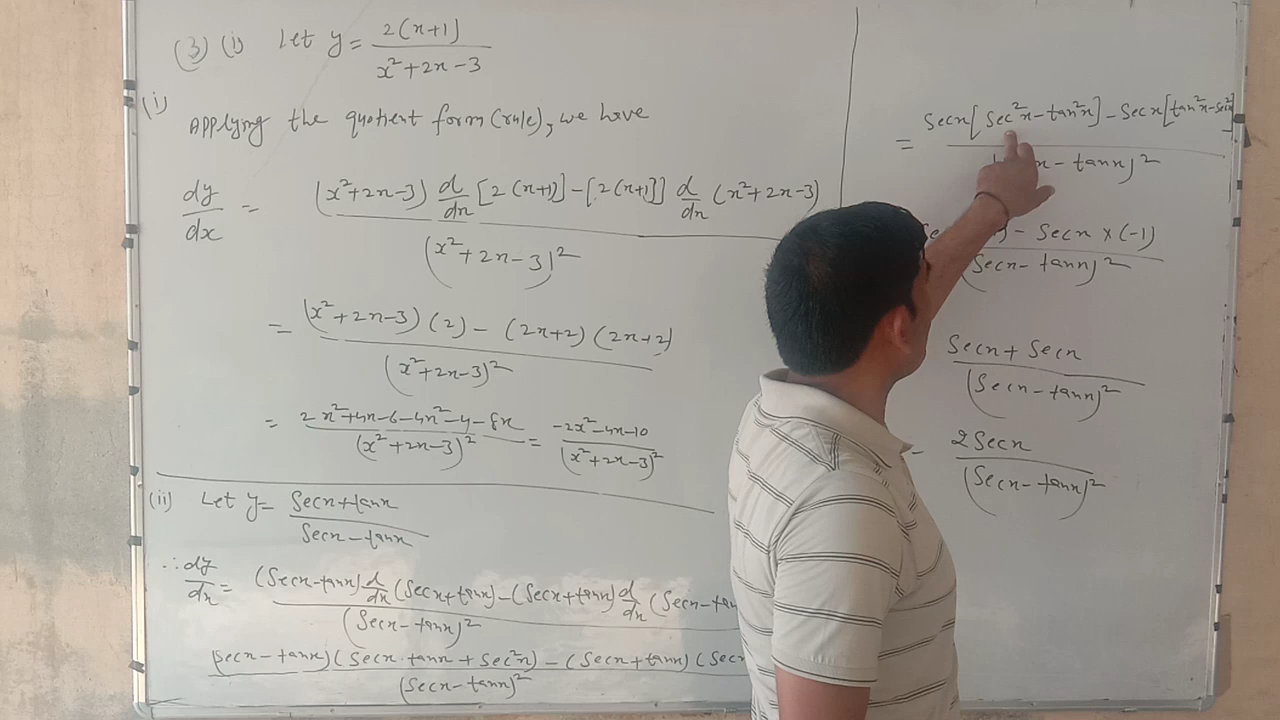 (3) (i) Let y = 2(x+1) / x²+2x-3
(i) Applying the quotient form (rule), we have
dy/dx = (x²+2x-3) d/dx [2(x+1)] - [2(x+1)] d/dx (x²+2x-3) / (x²+2x-3)²
= (x²+2x-3)(2) - (2x+2)(2x+2) / (x²+2x-3)²
= 2x²+4x-6-4x²-4-8x / (x²+2x-3)² = -2x²-4x-10 / (x²+2x-3)²
(ii) Let y = Secx+tanx / Secx-tanx
∴ dy/dx = (Secx-tanx) d/dx (Secx+tanx) - (Secx+tanx) d/dx (Secx-tan / (Secx-tanx)²
(Secx-tanx)(Secx·tanx+Sec²x) - (Secx+tanx)(Sec / (Secx-tanx)²
= Secx[Sec²x-tan²x] - Secx[tan²x-Sec²] / x-tanx)²
- Secx×(-1) / (Secx-tanx)²
Secx+Secx / (Secx-tanx)²
= 2Secx / (Secx-tanx)²